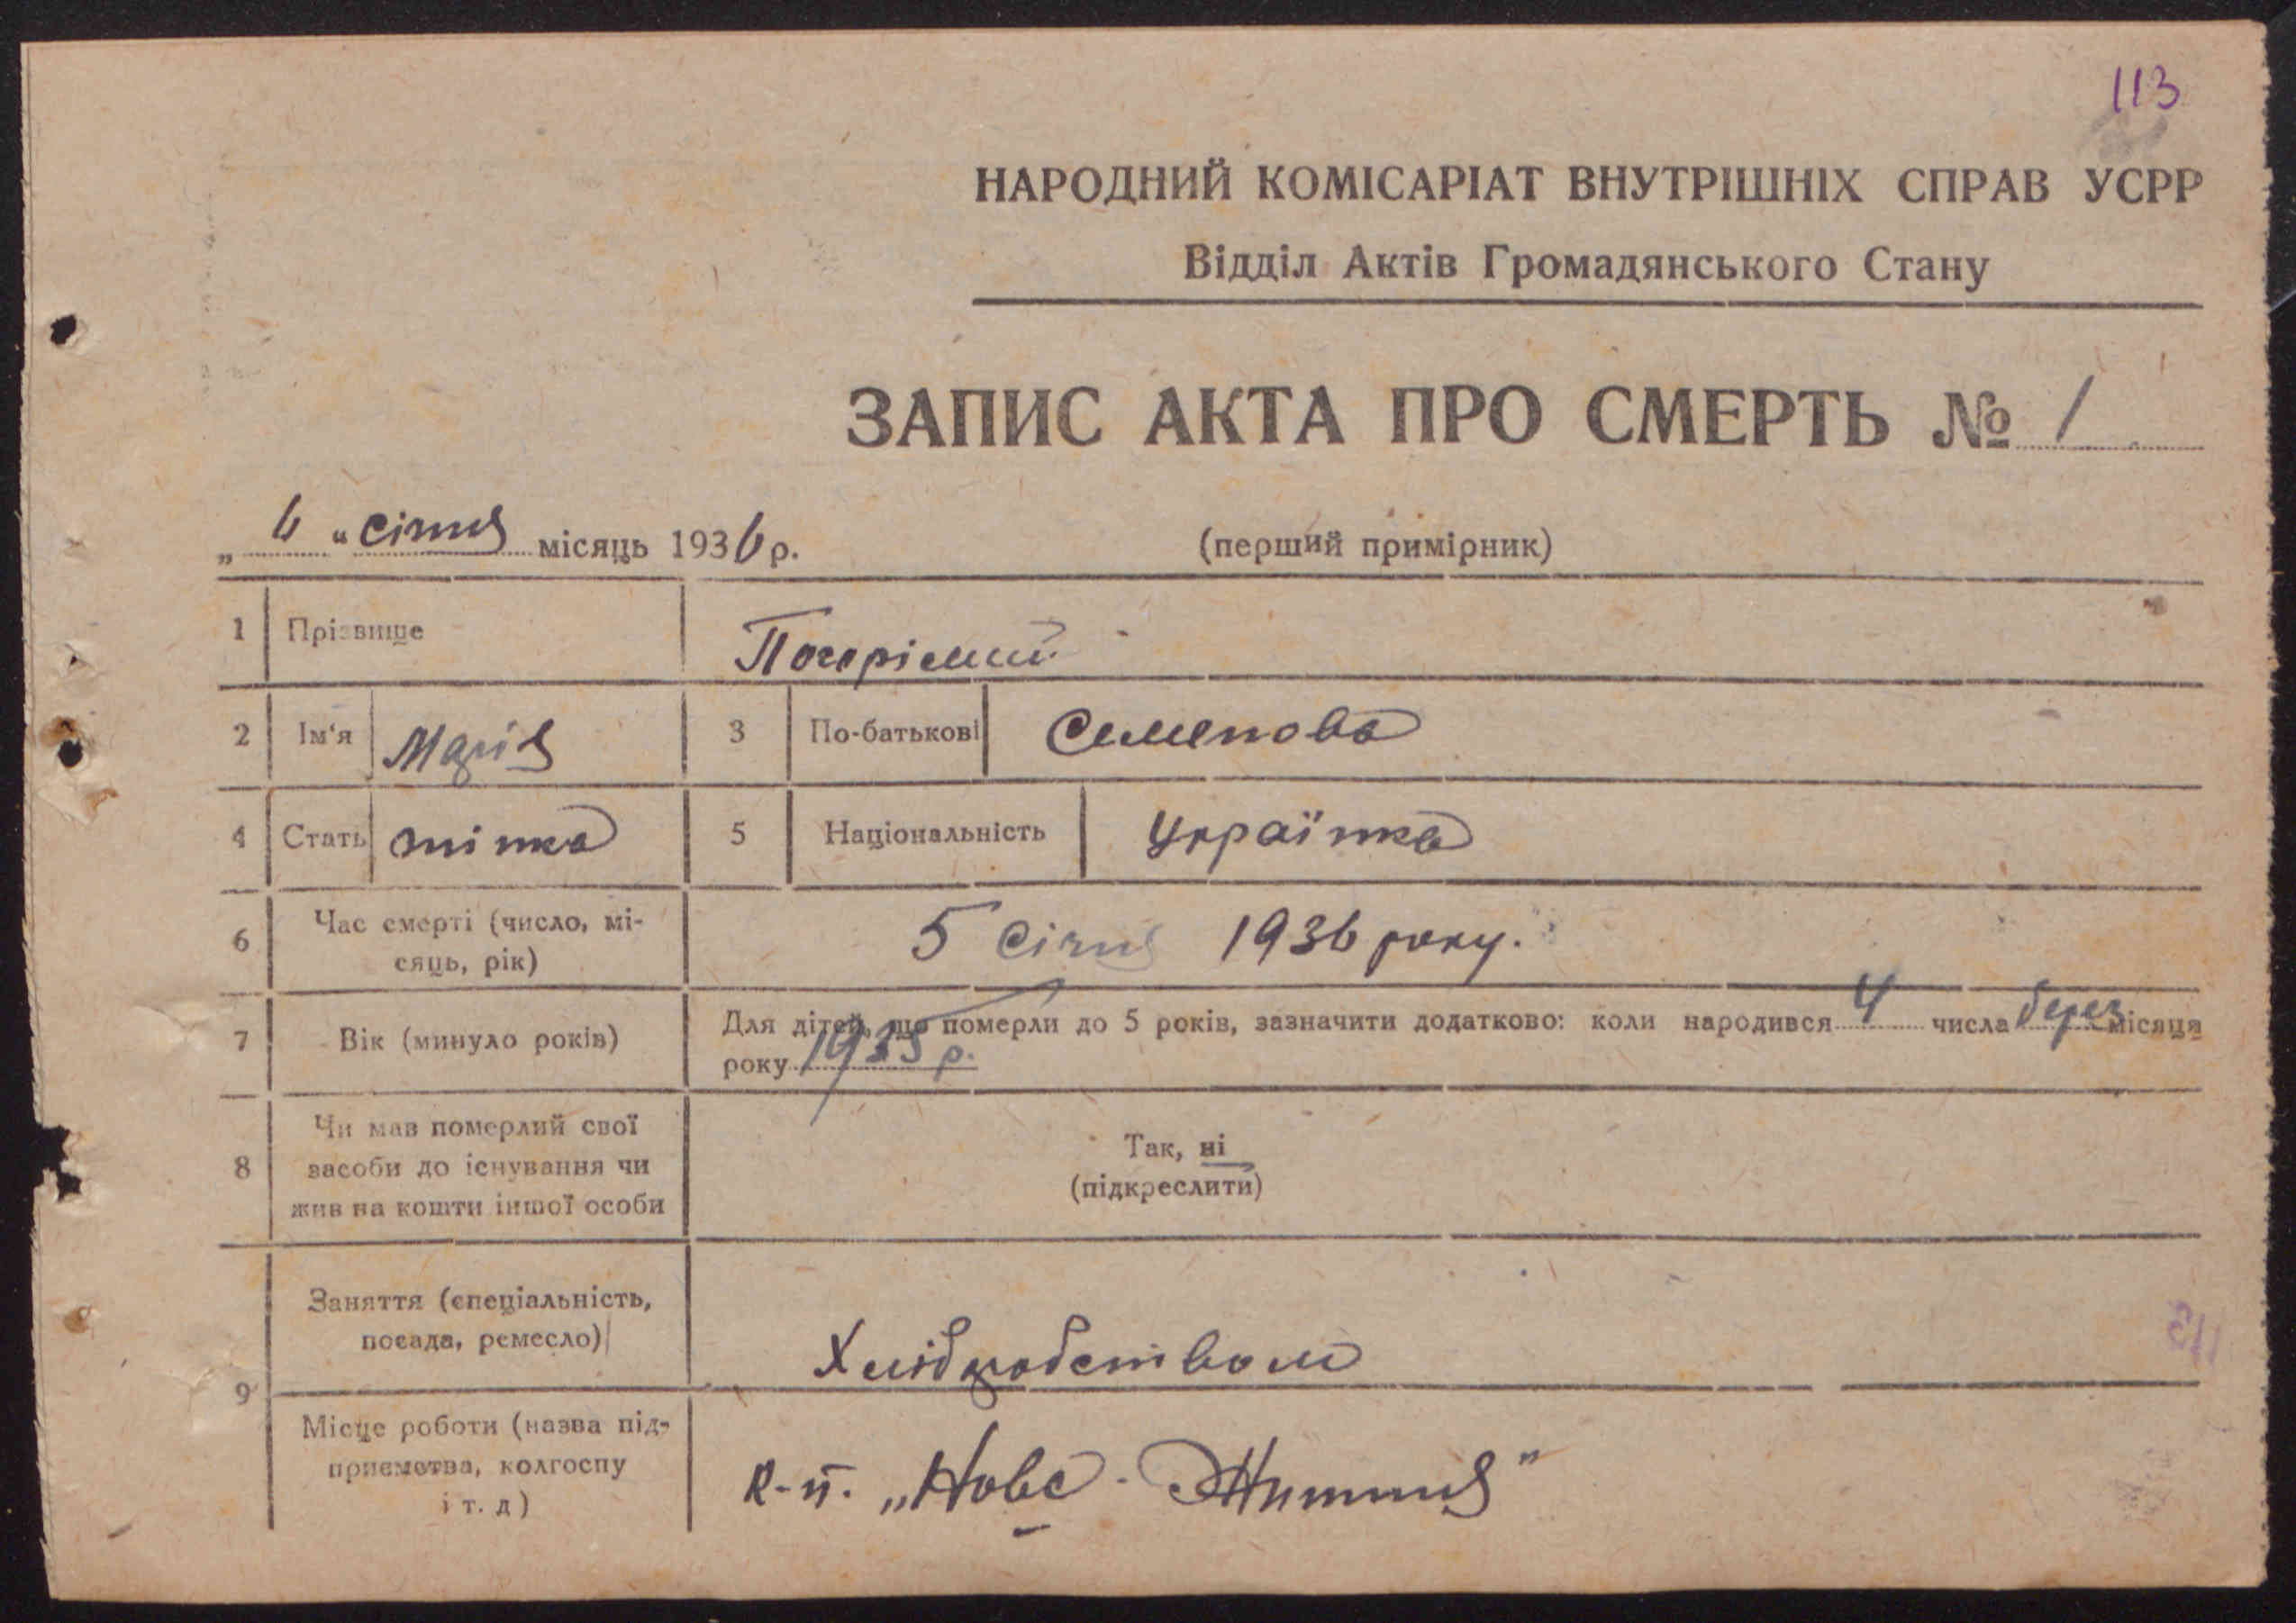 113
НАРОДНИЙ КОМІСАРІАТ ВНУТРІШНІХ СПРАВ УСРР
Відділ Актів Громадянського Стану
ЗАПИС АКТА ПРО СМЕРТЬ № 1
„ 6 “ січня місяць 1936 р.
(перший примірник)
1 Прізвище
2 Ім‘я Марія 3 По-батькові Семенова
4 Стать жінка 5 Національність Українка
6 Час смерті (число, мі-
сяць, рік) 5 Січня 1936 року.
7 Вік (минуло років) Для дітей, що померли до 5 років, зазначити додатково: коли народився 4 числа берез місяця
року 1935 р.
8 Чи мав померлий свої
засоби до існування чи
жив на кошти іншої особи
Так, ні
(підкреслити)
9 Заняття (спеціальність,
посада, ремесло) Хліборобством
Місце роботи (назва під-
приємства, колгоспу
і т. д) к-п. „Нове - Життя"